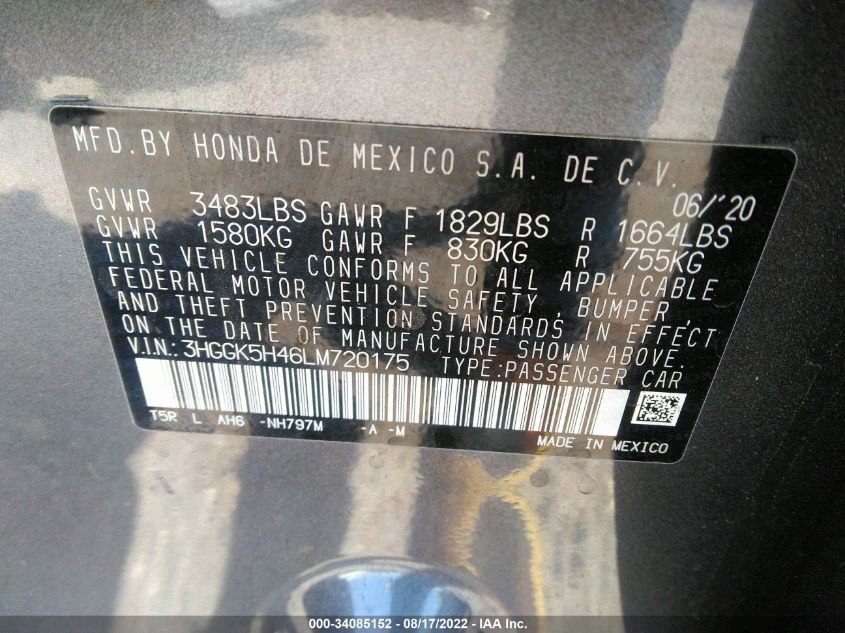 MFD.BY HONDA DE MEXICO S.A. DE C.V.
06/'20
GVWR 3483LBS GAWR F 1829LBS R 1664LBS
GVWR 1580KG GAWR F 830KG R 755KG
THIS VEHICLE CONFORMS TO ALL APPLICABLE
FEDERAL MOTOR VEHICLE SAFETY, BUMPER,
AND THEFT PREVENTION STANDARDS IN EFFECT
ON THE DATE OF MANUFACTURE SHOWN ABOVE.
V.I.N.:3HGGK5H46LM720175 TYPE:PASSENGER CAR
T5R L AH6 -NH797M -A -M
MADE IN MEXICO
000-34085152 - 08/17/2022 - IAA Inc.